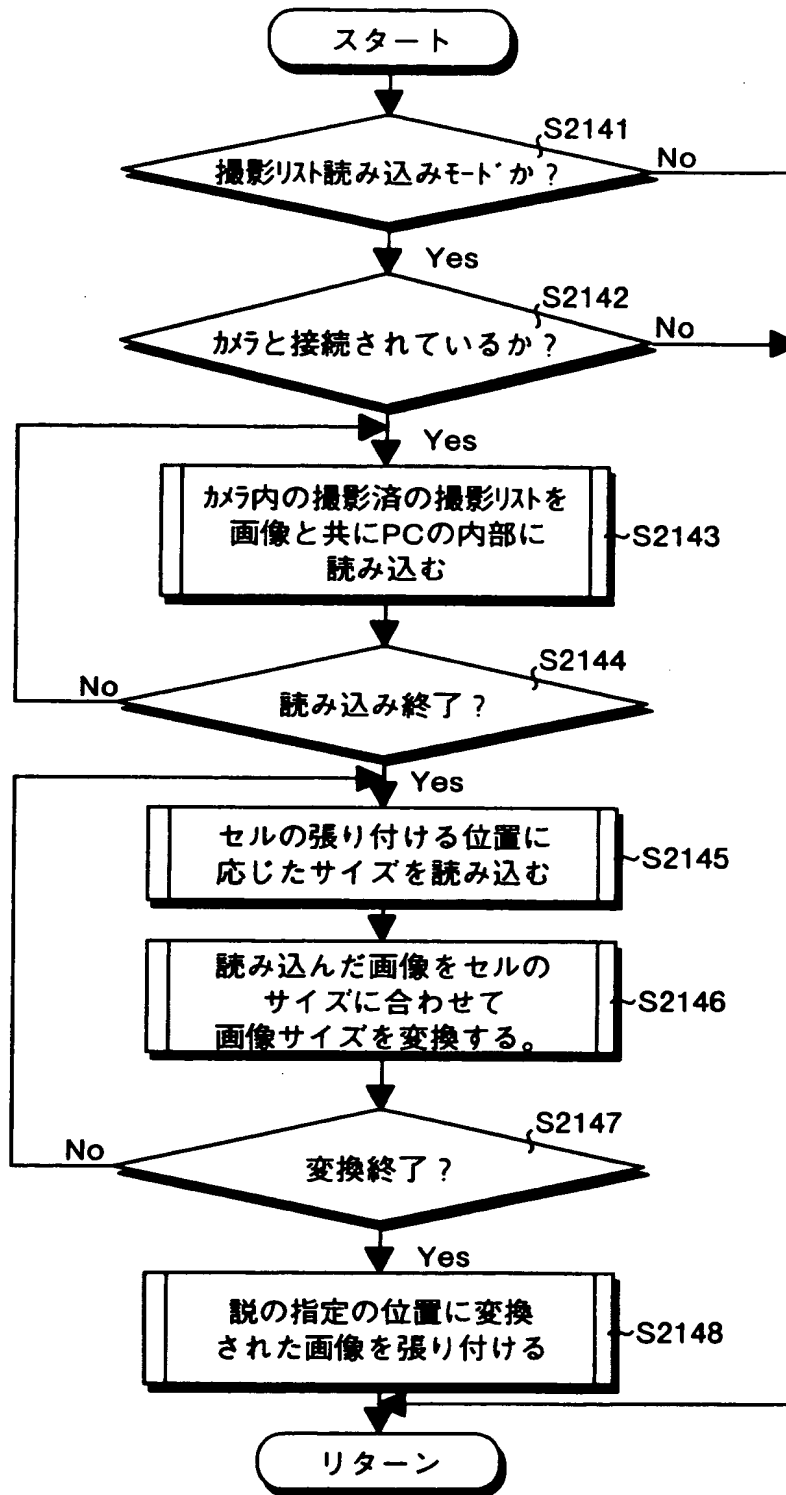 スタート
S2141
撮影リスト読み込みモードか？
No
Yes
S2142
カメラと接続されているか？
No
Yes
カメラ内の撮影済の撮影リストを
画像と共にPCの内部に
読み込む
S2143
S2144
No
読み込み終了？
Yes
セルの張り付ける位置に
応じたサイズを読み込む
S2145
読み込んだ画像をセルの
サイズに合わせて
画像サイズを変換する。
S2146
S2147
No
変換終了？
Yes
説の指定の位置に変換
された画像を張り付ける
S2148
リターン